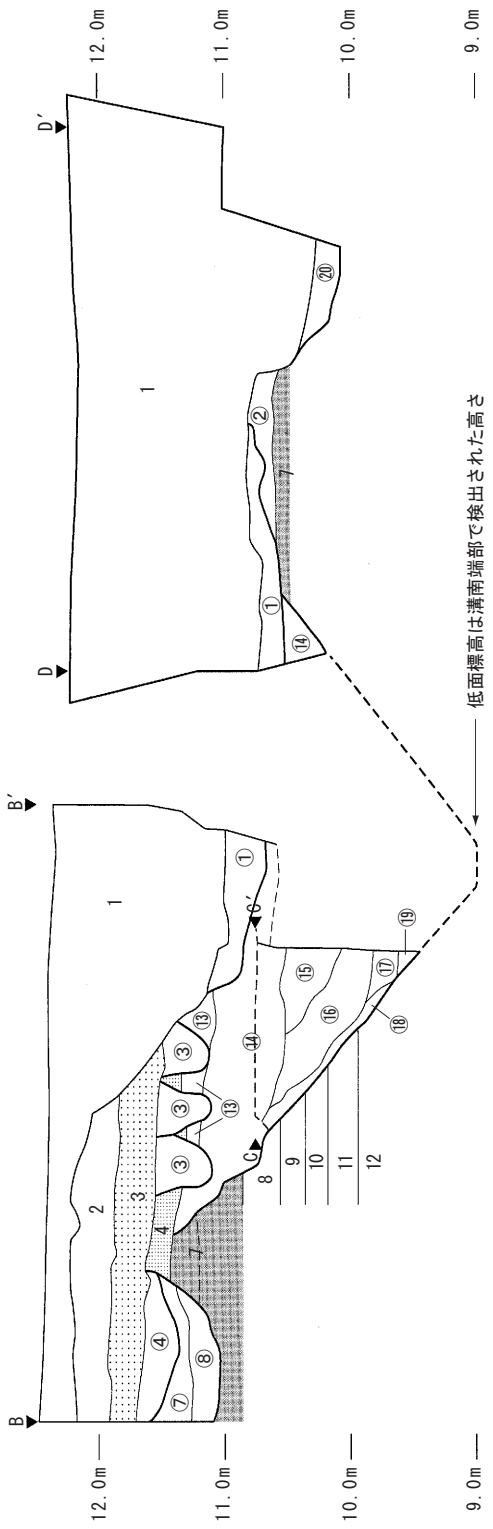 B
B′
D
D′
12.0m
11.0m
10.0m
9.0m
12.0m
11.0m
10.0m
9.0m
1
2
3
4
7
④
⑦
⑧
③
③
③
⑬
⑬
⑭
①
C
C′
⑮
⑯
⑰
⑱
⑲
8
9
10
11
12
1
①
②
⑭
7
⑳
低面標高は溝南端部で検出された高さ